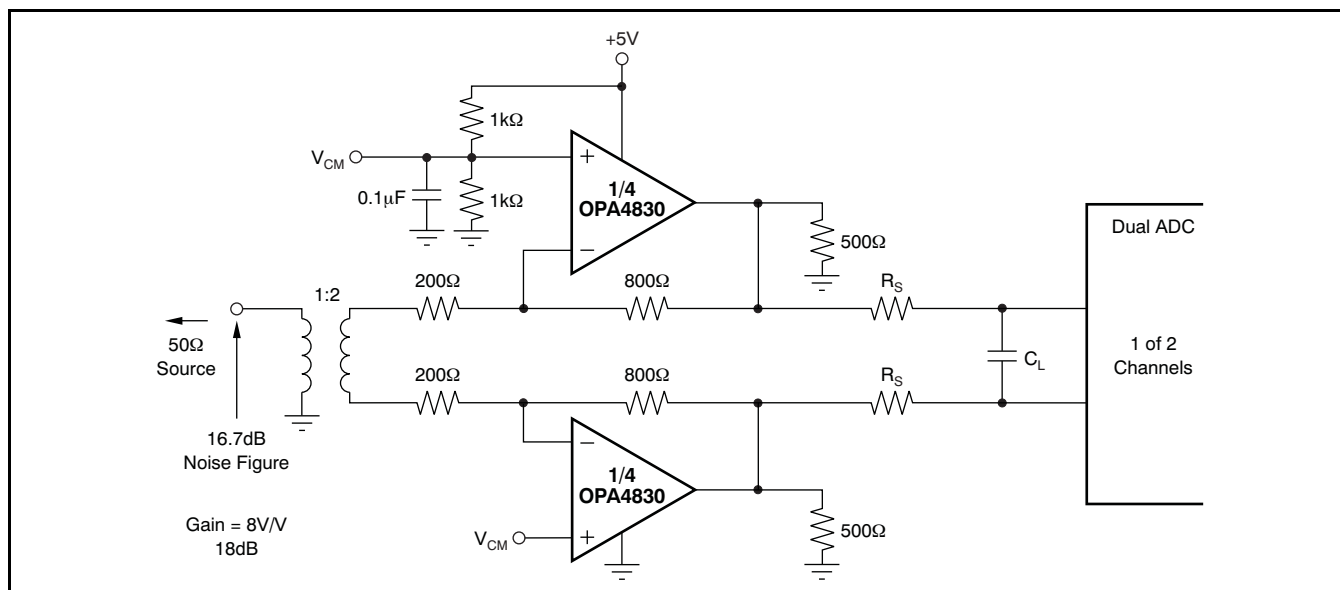 +5V
1kΩ
V_CM
0.1µF
1kΩ
+
−
1/4
OPA4830
500Ω
Dual ADC
1 of 2
Channels
1:2
200Ω
800Ω
R_S
50Ω
Source
C_L
200Ω
800Ω
R_S
16.7dB
Noise Figure
−
+
1/4
OPA4830
500Ω
V_CM
Gain = 8V/V
18dB